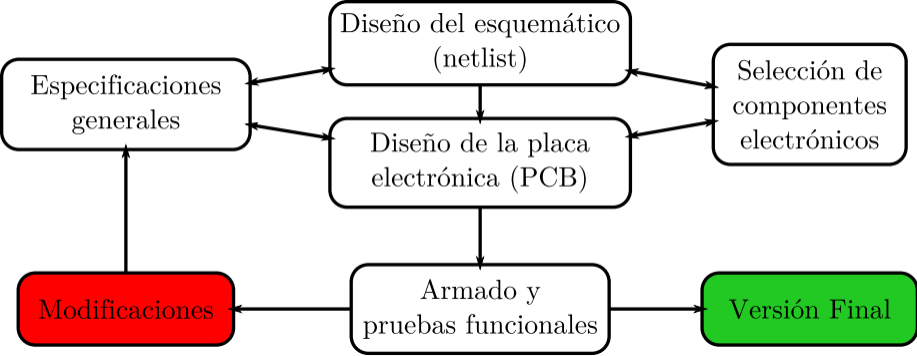 Diseño del esquemático
(netlist)
Especificaciones
generales
Selección de
componentes
electrónicos
Diseño de la placa
electrónica (PCB)
Modificaciones
Armado y
pruebas funcionales
Versión Final